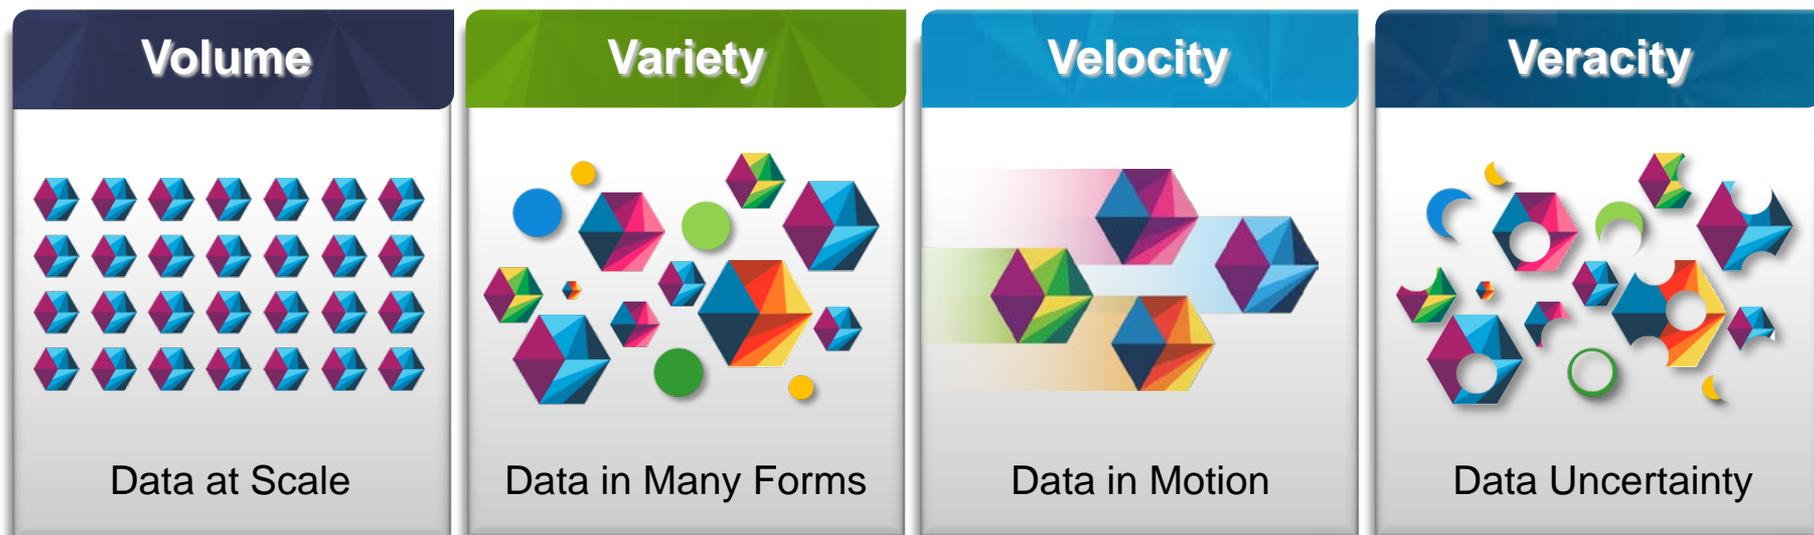 Volume
Data at Scale
Variety
Data in Many Forms
Velocity
Data in Motion
Veracity
Data Uncertainty